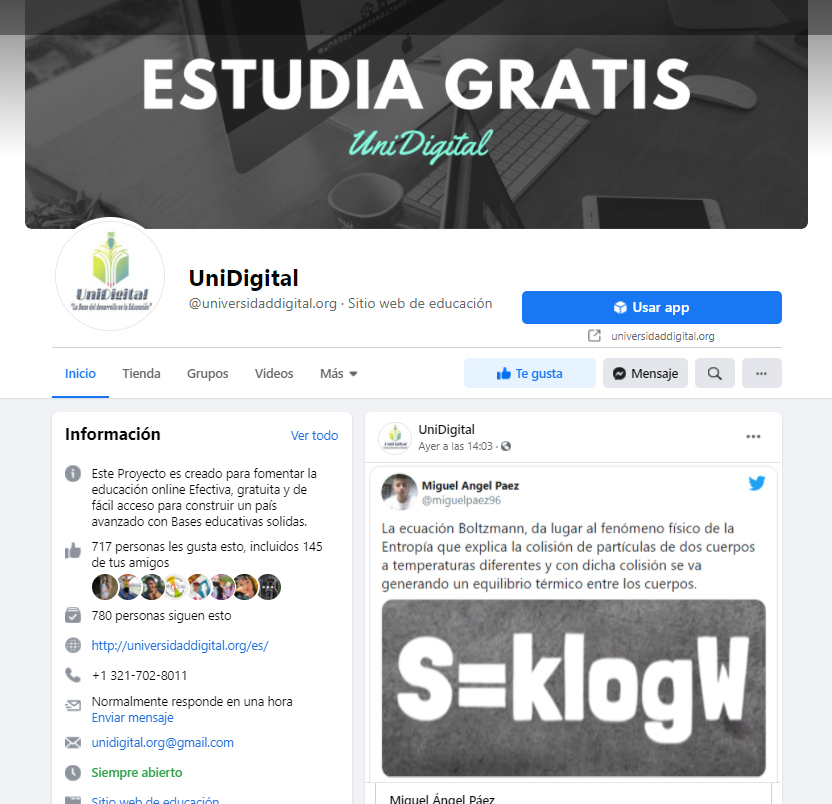 ESTUDIA GRATIS
UniDigital
UniDigital
"La Base del desarrollo es la Educación"
UniDigital
@universidaddigital.org · Sitio web de educación
Usar app
universidaddigital.org
Inicio
Tienda
Grupos
Videos
Más
Te gusta
Mensaje
Información
Ver todo
Este Proyecto es creado para fomentar la
educación online Efectiva, gratuita y de
fácil acceso para construir un país
avanzado con Bases educativas solidas.
717 personas les gusta esto, incluidos 145
de tus amigos
780 personas siguen esto
http://universidaddigital.org/es/
+1 321-702-8011
Normalmente responde en una hora
Enviar mensaje
unidigital.org@gmail.com
Siempre abierto
Sitio web de educación
UniDigital
Ayer a las 14:03 ·
Miguel Angel Paez
@miguelpaez96
La ecuación Boltzmann, da lugar al fenómeno físico de la
Entropía que explica la colisión de partículas de dos cuerpos
a temperaturas diferentes y con dicha colisión se va
generando un equilibrio térmico entre los cuerpos.
S=klogW
Miguel Ángel Páez